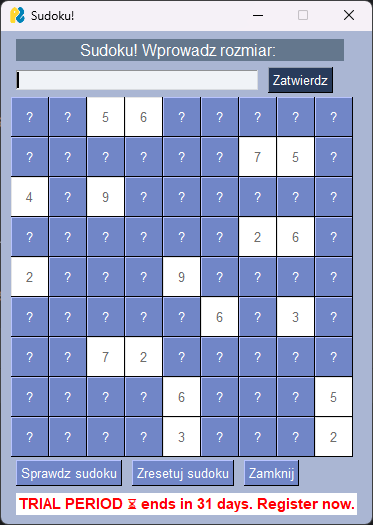 Sudoku!
Sudoku! Wprowadz rozmiar:
Zatwierdz
? ? 5 6 ? ? ? ? ?
? ? ? ? ? ? 7 5 ?
4 ? 9 ? ? ? ? ? ?
? ? ? ? ? ? 2 6 ?
2 ? ? ? 9 ? ? ? ?
? ? ? ? ? 6 ? 3 ?
? ? 7 2 ? ? ? ? ?
? ? ? ? 6 ? ? ? 5
? ? ? ? 3 ? ? ? 2
Sprawdz sudoku Zresetuj sudoku Zamknij
TRIAL PERIOD ⏳ ends in 31 days. Register now.